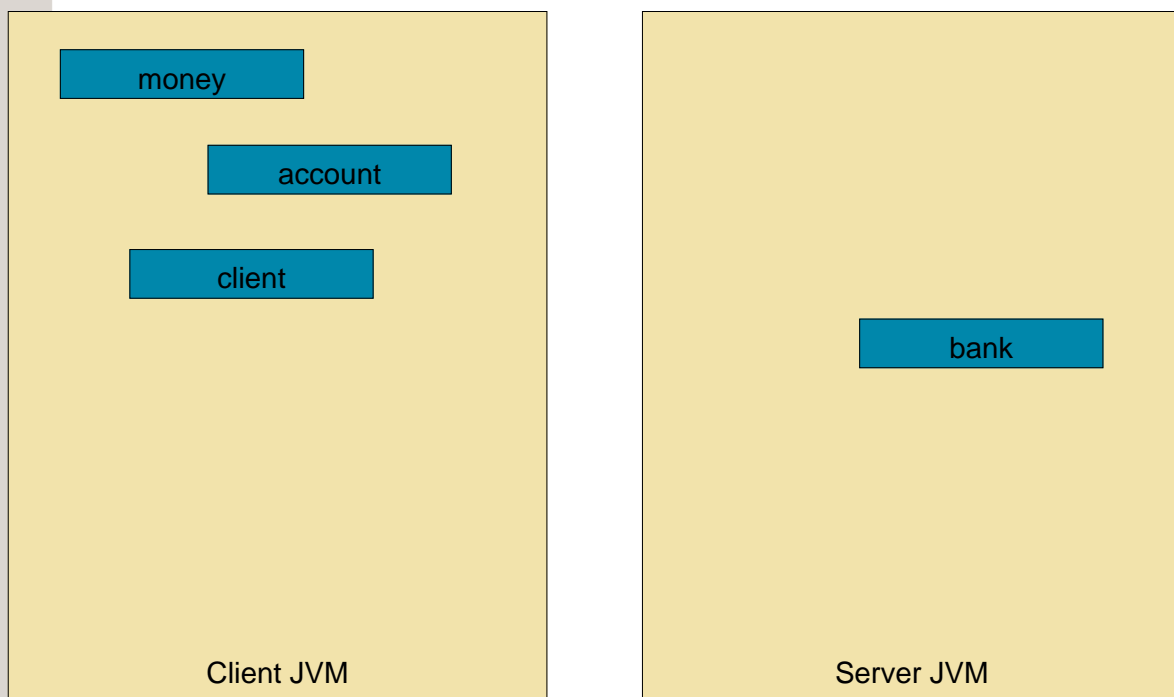 money
account
client
bank
Client JVM
Server JVM